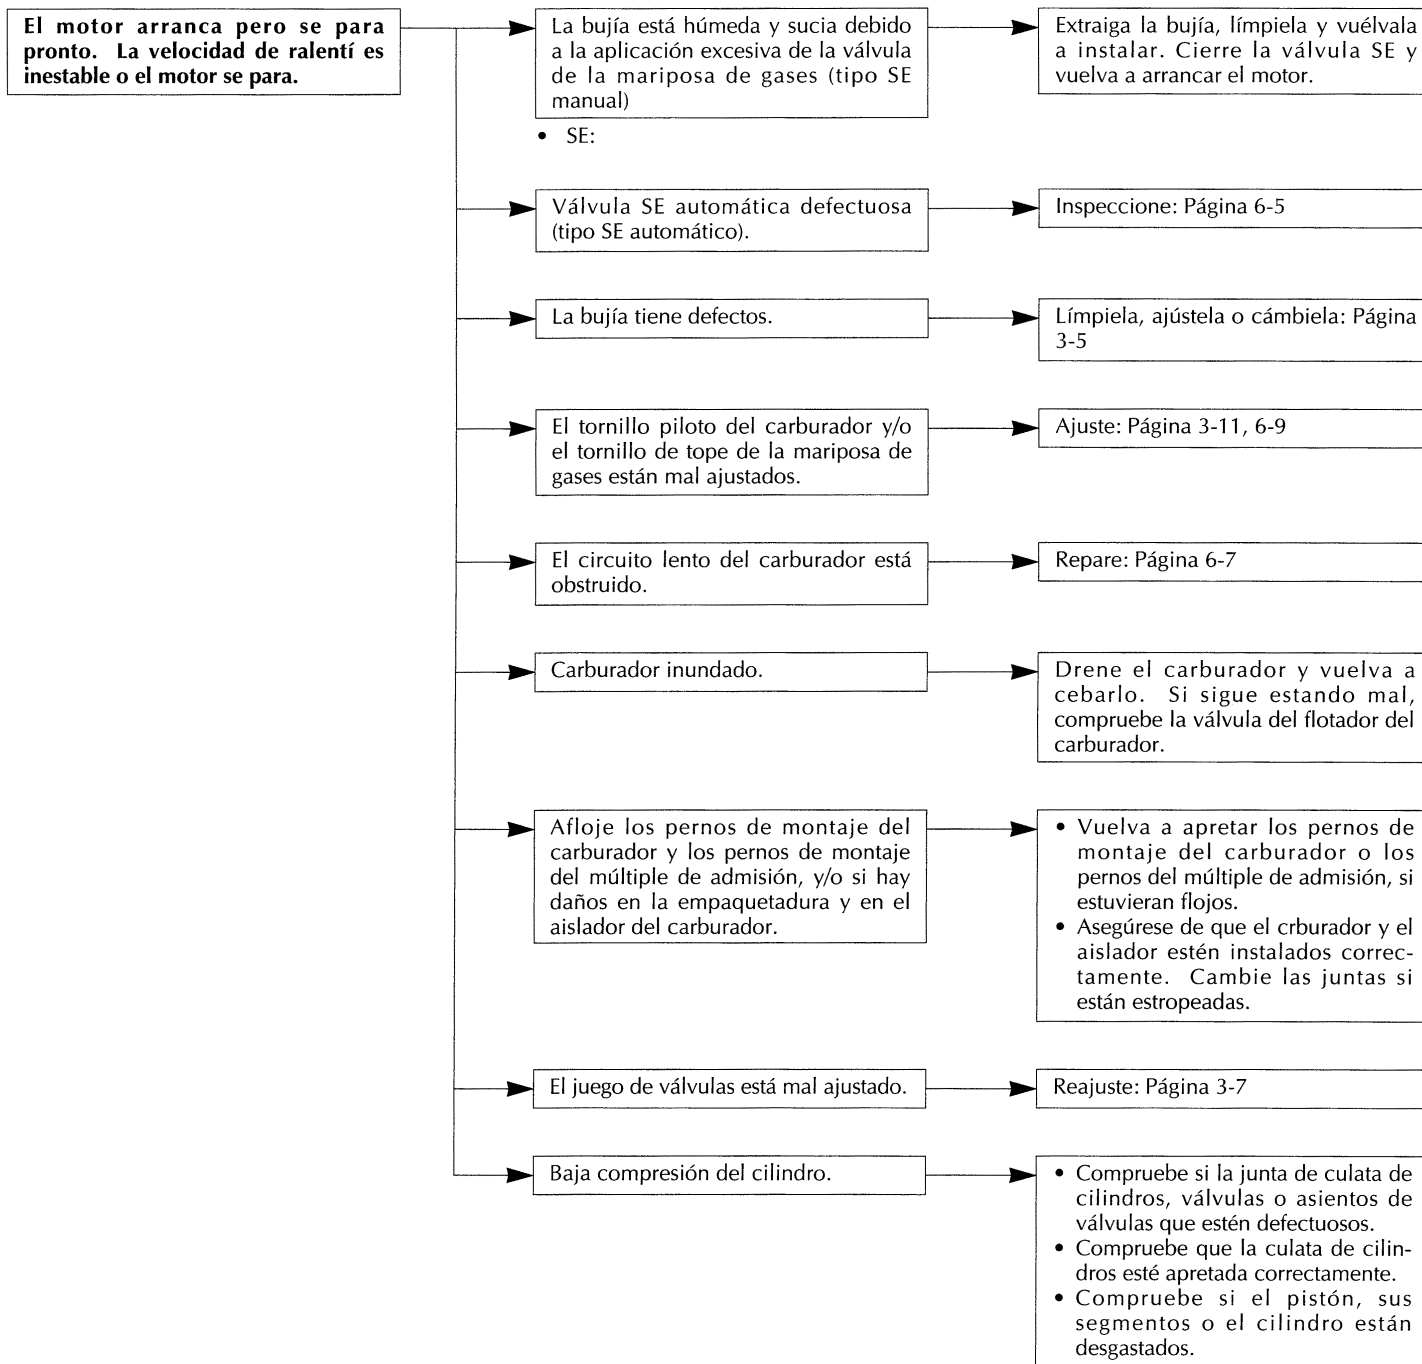 El motor arranca pero se para
pronto. La velocidad de ralentí es
inestable o el motor se para.
La bujía está húmeda y sucia debido
a la aplicación excesiva de la válvula
de la mariposa de gases (tipo SE
manual)
• SE:
Extraiga la bujía, límpiela y vuélvala
a instalar. Cierre la válvula SE y
vuelva a arrancar el motor.
Válvula SE automática defectuosa
(tipo SE automático).
Inspeccione: Página 6-5
La bujía tiene defectos.
Límpiela, ajústela o cámbiela: Página
3-5
El tornillo piloto del carburador y/o
el tornillo de tope de la mariposa de
gases están mal ajustados.
Ajuste: Página 3-11, 6-9
El circuito lento del carburador está
obstruido.
Repare: Página 6-7
Carburador inundado.
Drene el carburador y vuelva a
cebarlo. Si sigue estando mal,
compruebe la válvula del flotador del
carburador.
Afloje los pernos de montaje del
carburador y los pernos de montaje
del múltiple de admisión, y/o si hay
daños en la empaquetadura y en el
aislador del carburador.
• Vuelva a apretar los pernos de
montaje del carburador o los
pernos del múltiple de admisión, si
estuvieran flojos.
• Asegúrese de que el crburador y el
aislador estén instalados correc-
tamente. Cambie las juntas si
están estropeadas.
El juego de válvulas está mal ajustado.
Reajuste: Página 3-7
Baja compresión del cilindro.
• Compruebe si la junta de culata de
cilindros, válvulas o asientos de
válvulas que estén defectuosos.
• Compruebe que la culata de cilin-
dros esté apretada correctamente.
• Compruebe si el pistón, sus
segmentos o el cilindro están
desgastados.